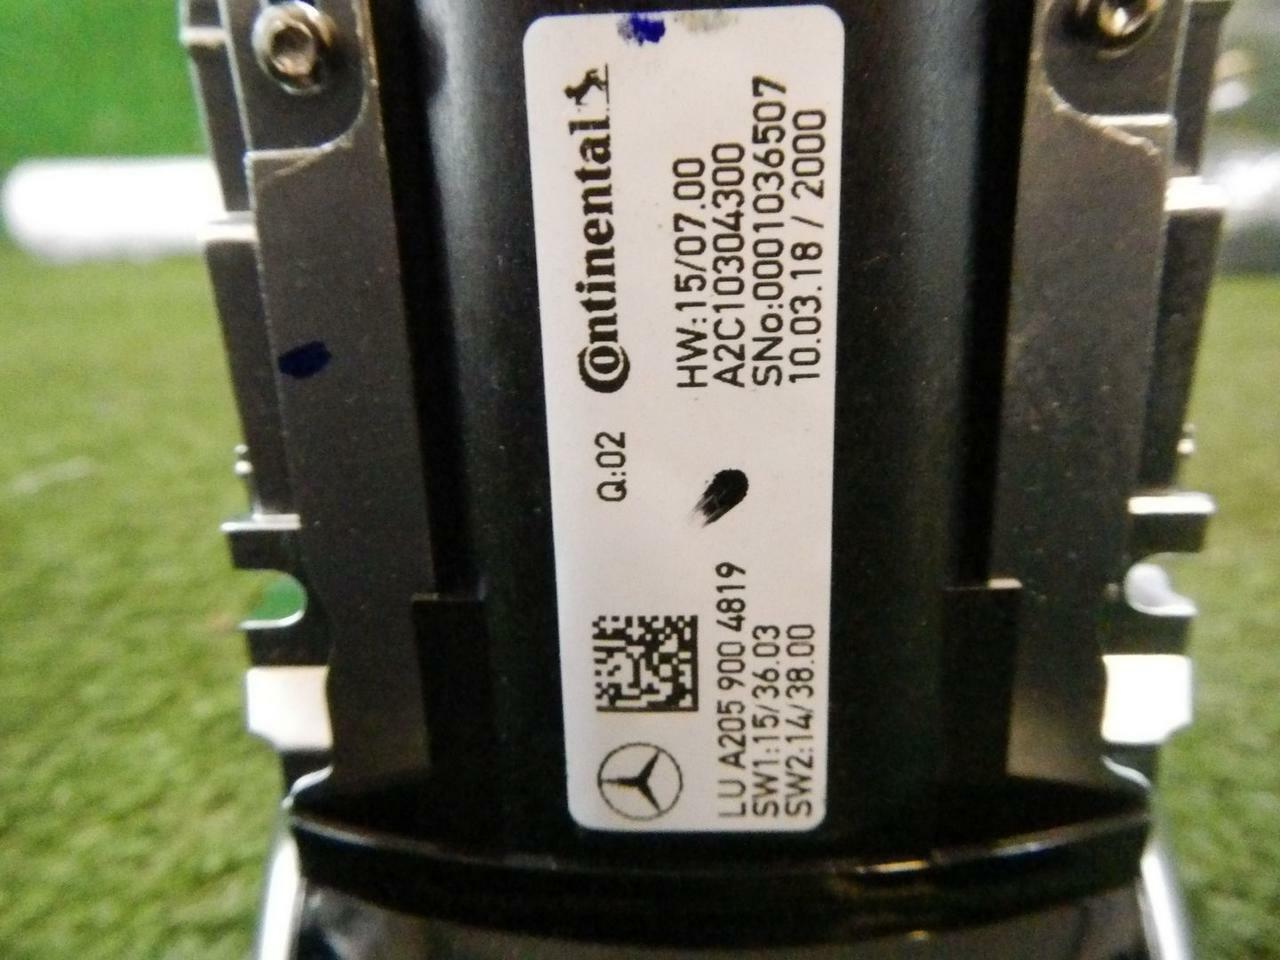 Continental
Q:02
HW:15/07.00
A2C10304300
SNo:0001036507
10.03.18 / 2000
LU A205 900 4819
SW1:15/36.03
SW2:14/38.00